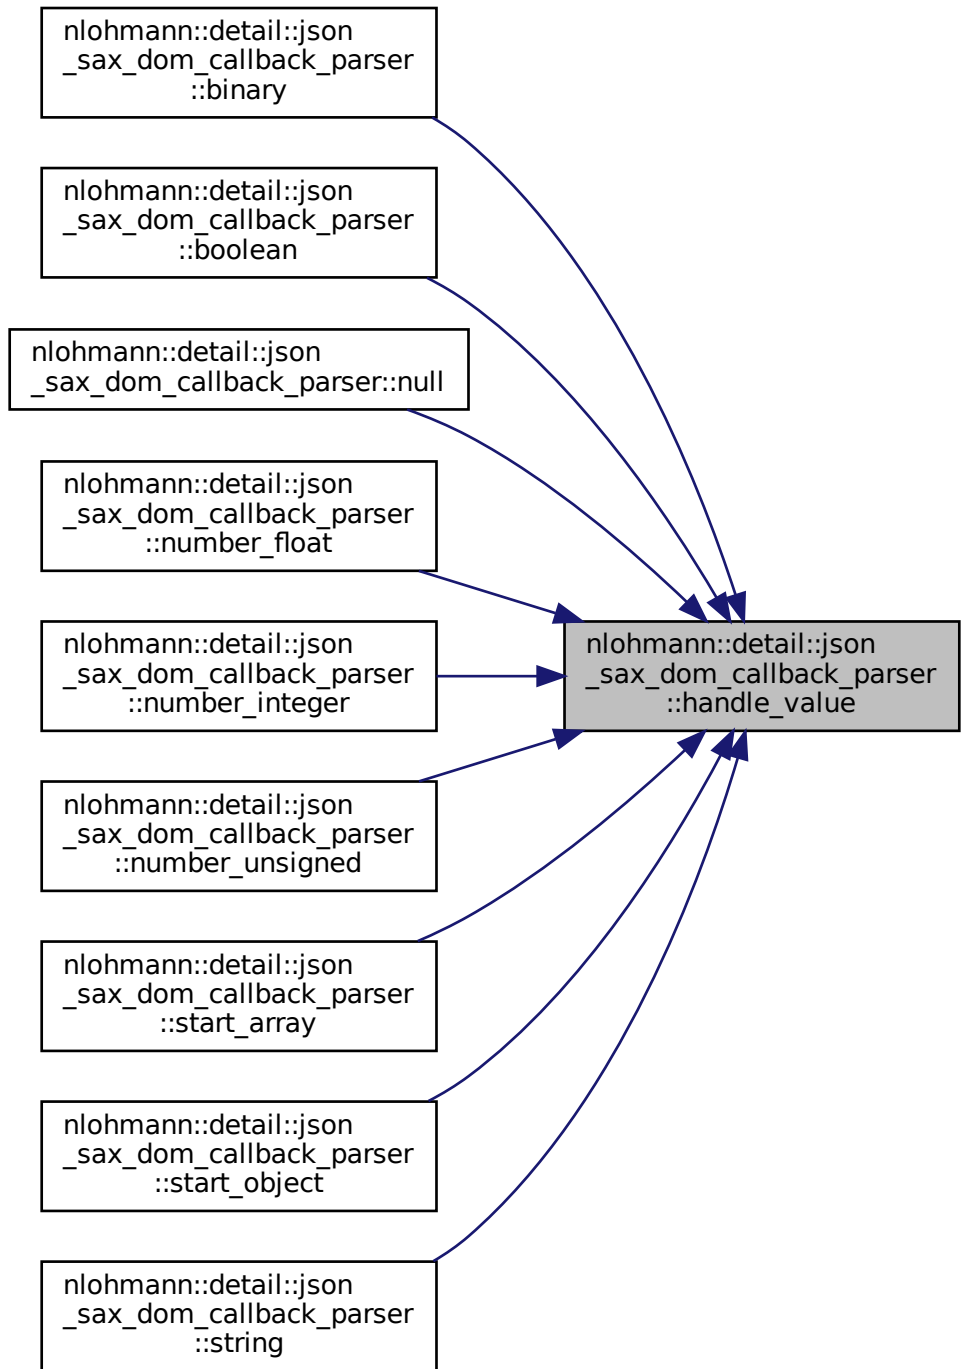 nlohmann::detail::json
_sax_dom_callback_parser
::binary
nlohmann::detail::json
_sax_dom_callback_parser
::boolean
nlohmann::detail::json
_sax_dom_callback_parser::null
nlohmann::detail::json
_sax_dom_callback_parser
::number_float
nlohmann::detail::json
_sax_dom_callback_parser
::number_integer
nlohmann::detail::json
_sax_dom_callback_parser
::number_unsigned
nlohmann::detail::json
_sax_dom_callback_parser
::start_array
nlohmann::detail::json
_sax_dom_callback_parser
::start_object
nlohmann::detail::json
_sax_dom_callback_parser
::string
nlohmann::detail::json
_sax_dom_callback_parser
::handle_value